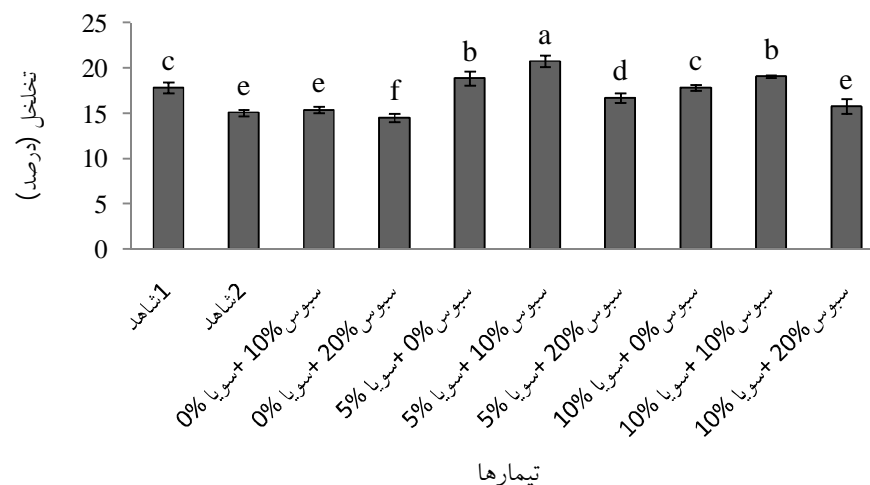 تخلخل (درصد)
25
20
15
10
5
0
c
e
e
f
b
a
d
c
b
e
شاهد1
شاهد2
سبوس 10% +سویا 0%
سبوس 20% +سویا 0%
سبوس 0% +سویا 5%
سبوس 10% +سویا 5%
سبوس 20% +سویا 5%
سبوس 0% +سویا 10%
سبوس 10% +سویا 10%
سبوس 20% +سویا 10%
تیمارها